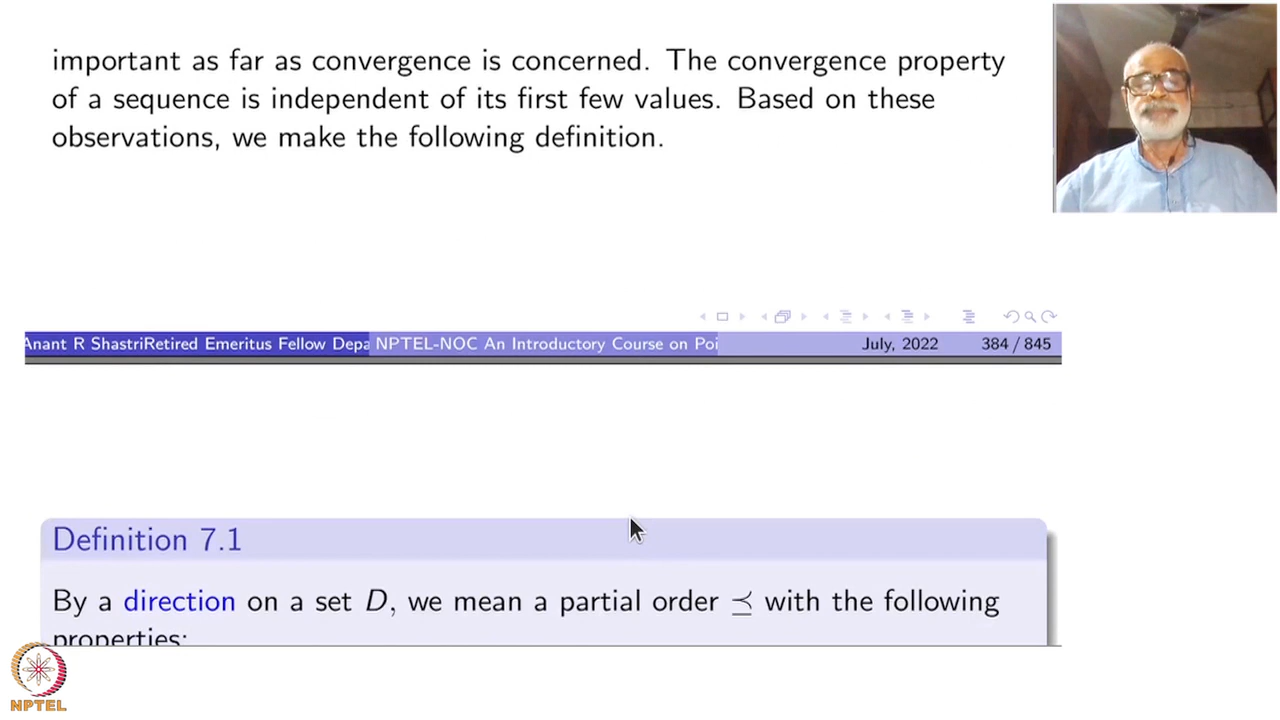 important as far as convergence is concerned. The convergence property
of a sequence is independent of its first few values. Based on these
observations, we make the following definition.
Anant R ShastriRetired Emeritus Fellow Depa NPTEL-NOC An Introductory Course on Poi July, 2022 384 / 845
Definition 7.1
By a direction on a set D, we mean a partial order ⪯ with the following
properties:
NPTEL